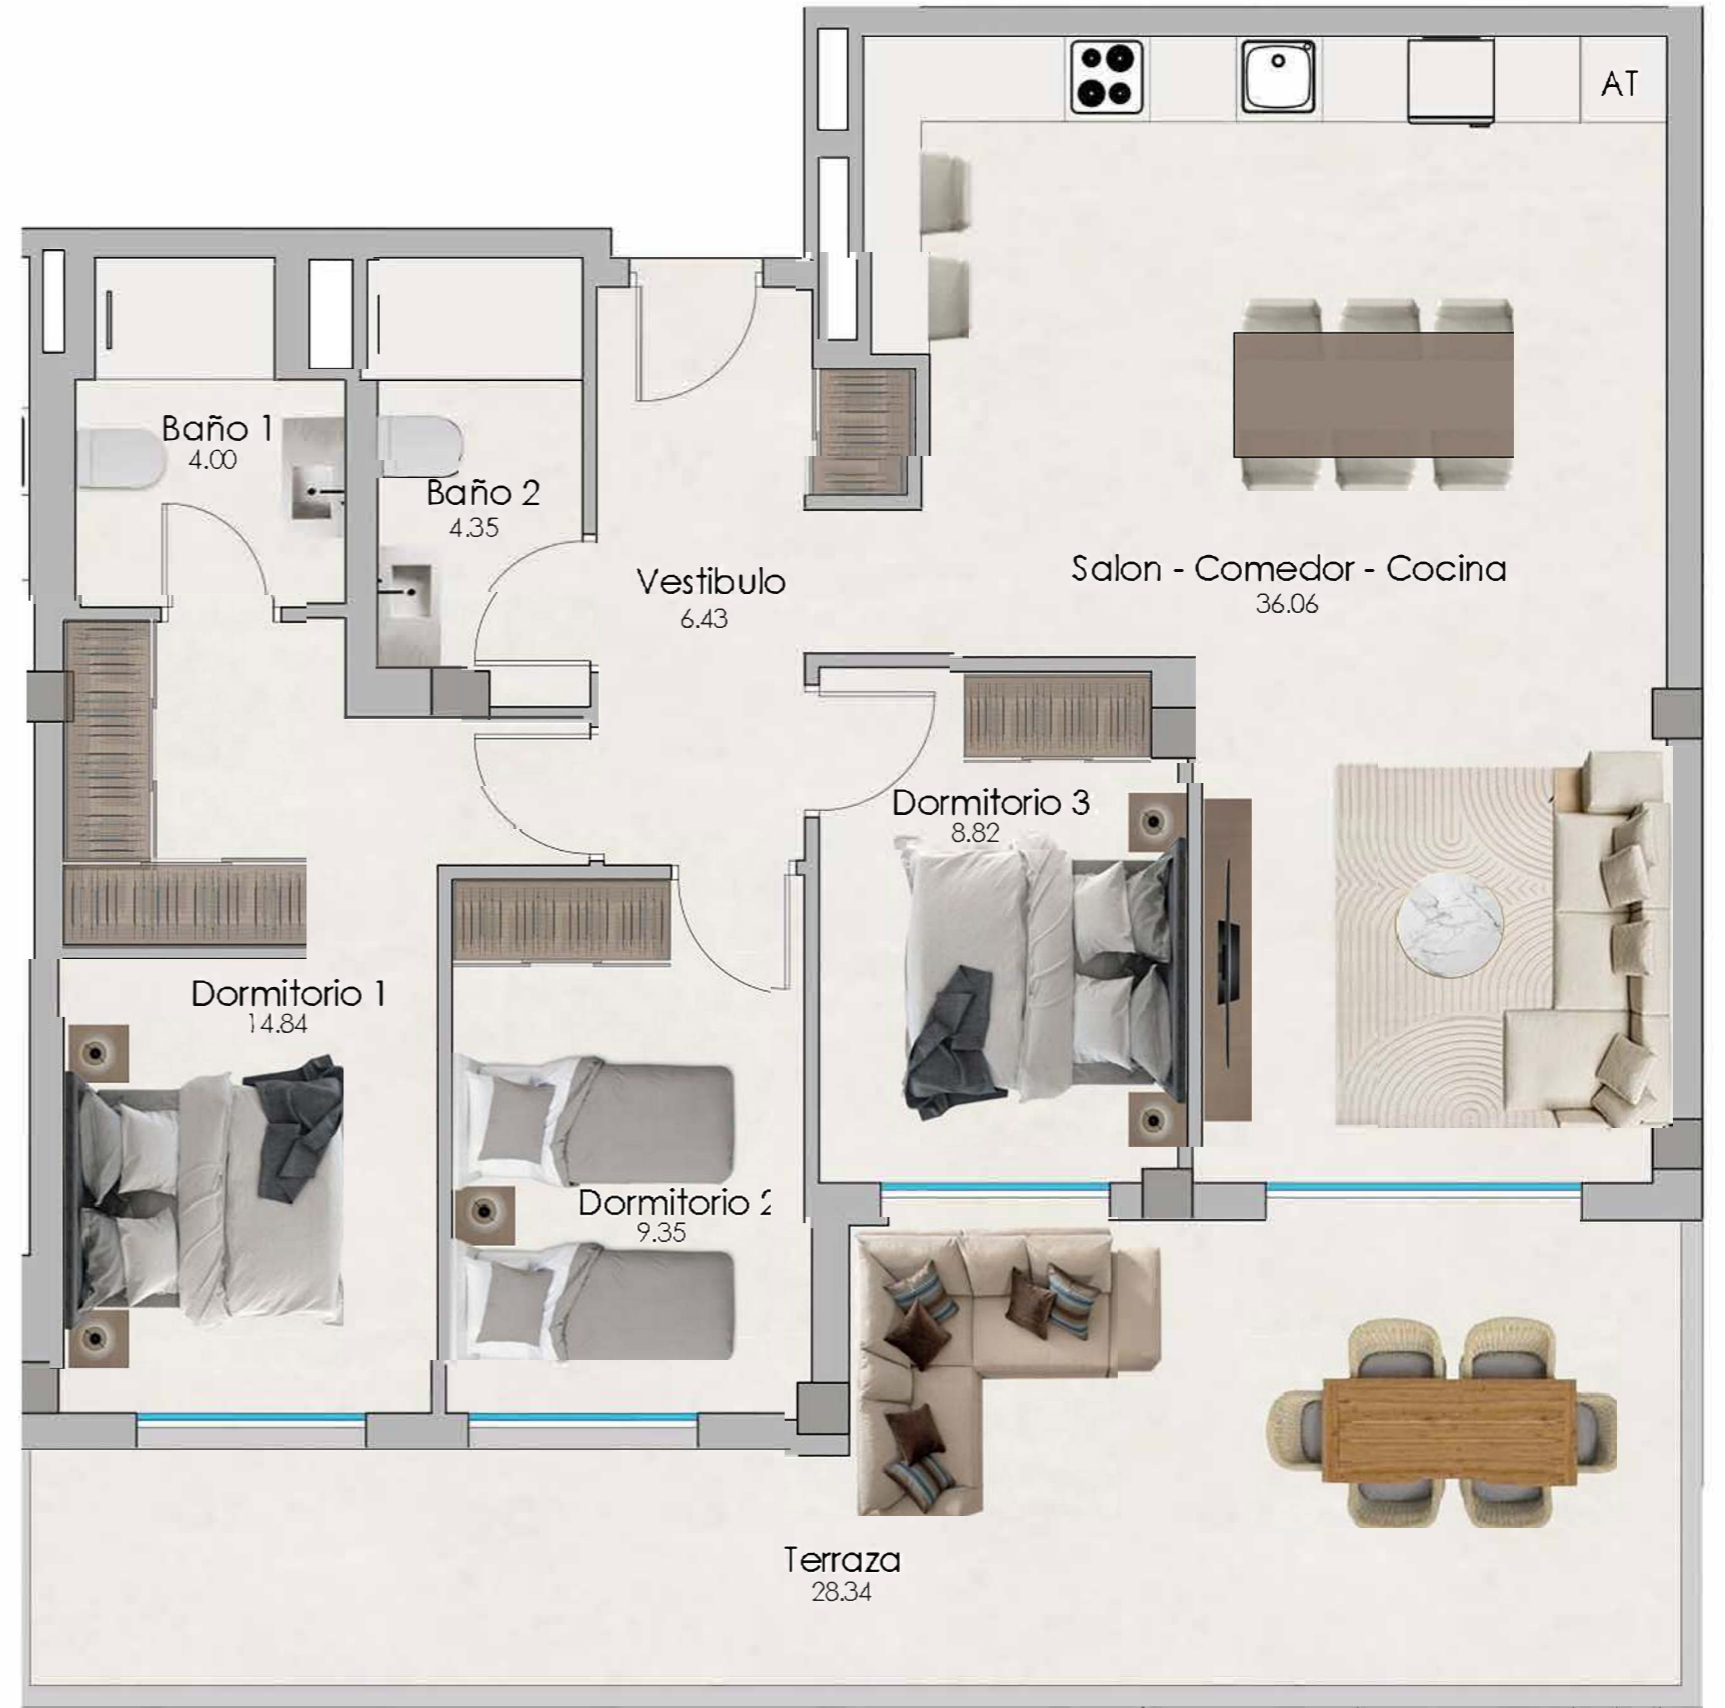 AT
Baño 1
4.00
Baño 2
4.35
Vestibulo
6.43
Salon - Comedor - Cocina
36.06
Dormitorio 3
8.82
Dormitorio 1
14.84
Dormitorio 2
9.35
Terraza
28.34